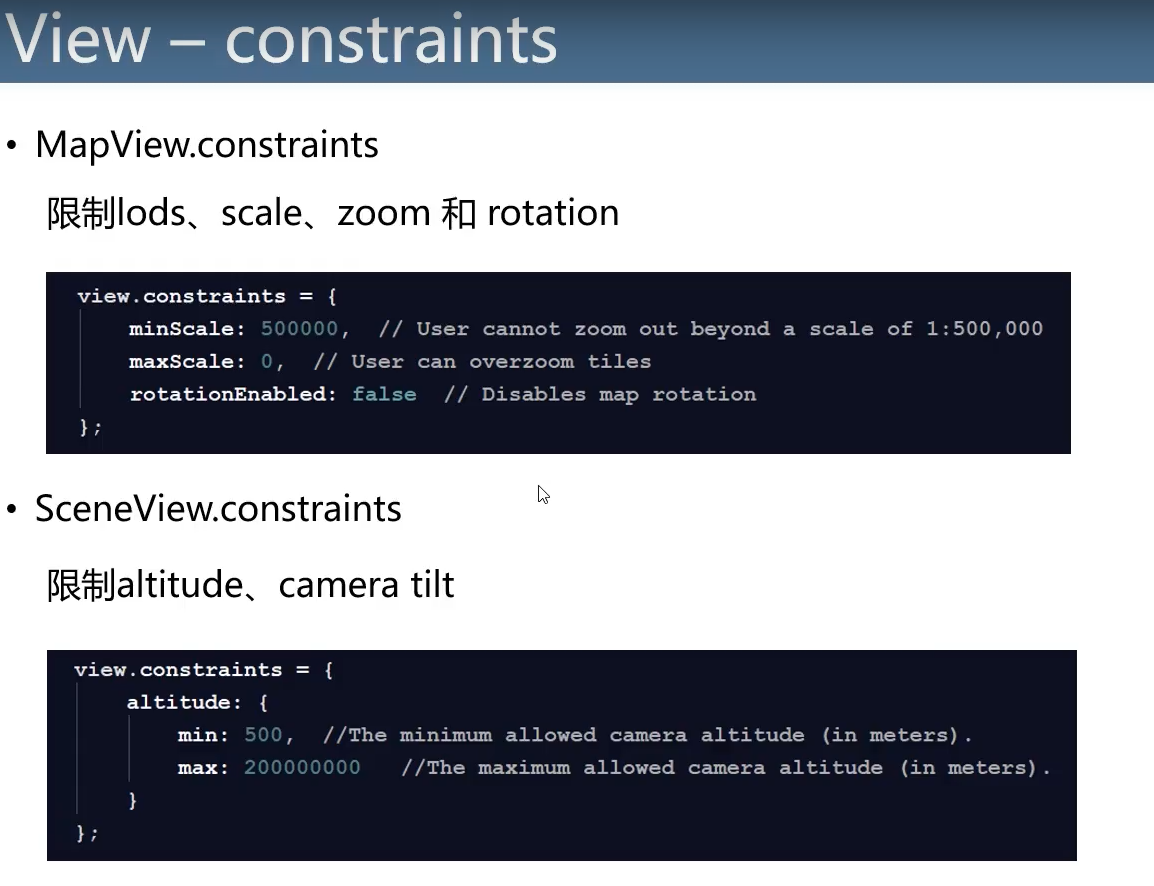 View – constraints
• MapView.constraints
限制lods、scale、zoom 和 rotation
view.constraints = {
minScale: 500000, // User cannot zoom out beyond a scale of 1:500,000
maxScale: 0, // User can overzoom tiles
rotationEnabled: false // Disables map rotation
};
• SceneView.constraints
限制altitude、camera tilt
view.constraints = {
altitude: {
min: 500, //The minimum allowed camera altitude (in meters).
max: 200000000 //The maximum allowed camera altitude (in meters).
}
};